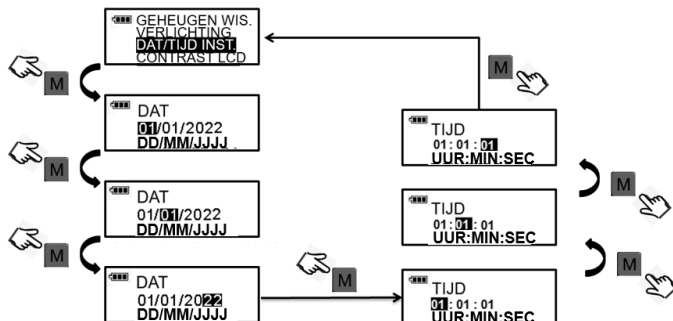 GEHEUGEN WIS.
VERLICHTING
DAT/TIJD INST.
CONTRAST LCD
M
M
DAT
01/01/2022
DD/MM/JJJJ
M
DAT
01/01/2022
DD/MM/JJJJ
M
DAT
01/01/2022
DD/MM/JJJJ
M
TIJD
01:01:01
UUR:MIN:SEC
M
TIJD
01:01:01
UUR:MIN:SEC
M
TIJD
01:01:01
UUR:MIN:SEC
M